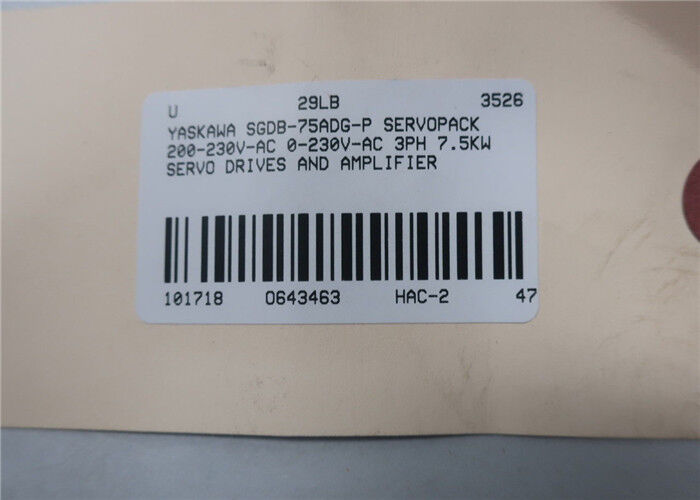 U 29LB 3526
YASKAWA SGDB-75ADG-P SERVOPACK
200-230V-AC 0-230V-AC 3PH 7.5KW
SERVO DRIVES AND AMPLIFIER
101718 0643463 HAC-2 47